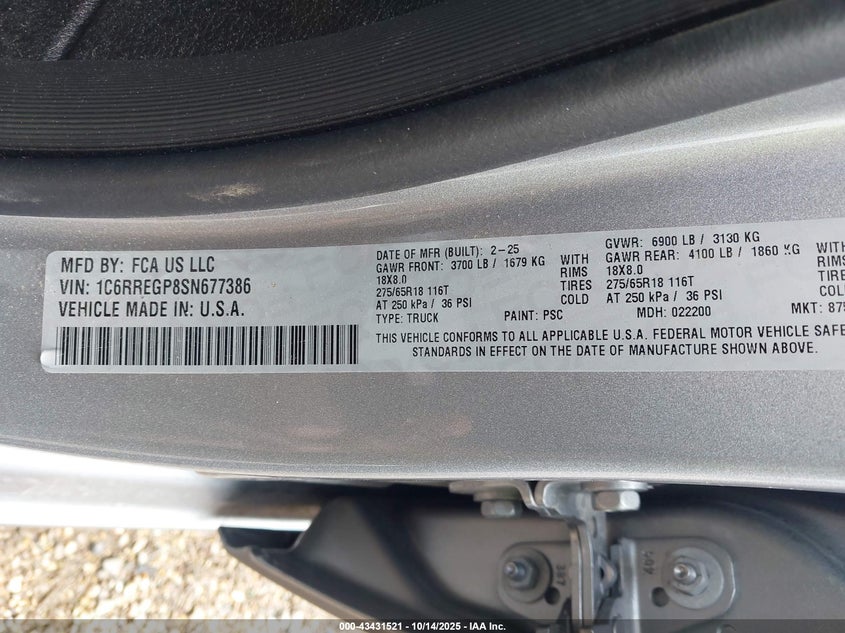 MFD BY: FCA US LLC
VIN: 1C6RREGP8SN677386
VEHICLE MADE IN: U.S.A.
DATE OF MFR (BUILT): 2-25
GAWR FRONT: 3700 LB / 1679 KG WITH
18X8.0 RIMS
275/65R18 116T TIRES
AT 250 kPa / 36 PSI COLD
TYPE: TRUCK PAINT: PSC
GVWR: 6900 LB / 3130 KG
GAWR REAR: 4100 LB / 1860 KG WITH
18X8.0 RIMS
275/65R18 116T TIRES
AT 250 kPa / 36 PSI COLD
MDH: 022200 MKT: 875
THIS VEHICLE CONFORMS TO ALL APPLICABLE U.S.A. FEDERAL MOTOR VEHICLE SAFE
STANDARDS IN EFFECT ON THE DATE OF MANUFACTURE SHOWN ABOVE.
000-43431521 - 10/14/2025 - IAA Inc.